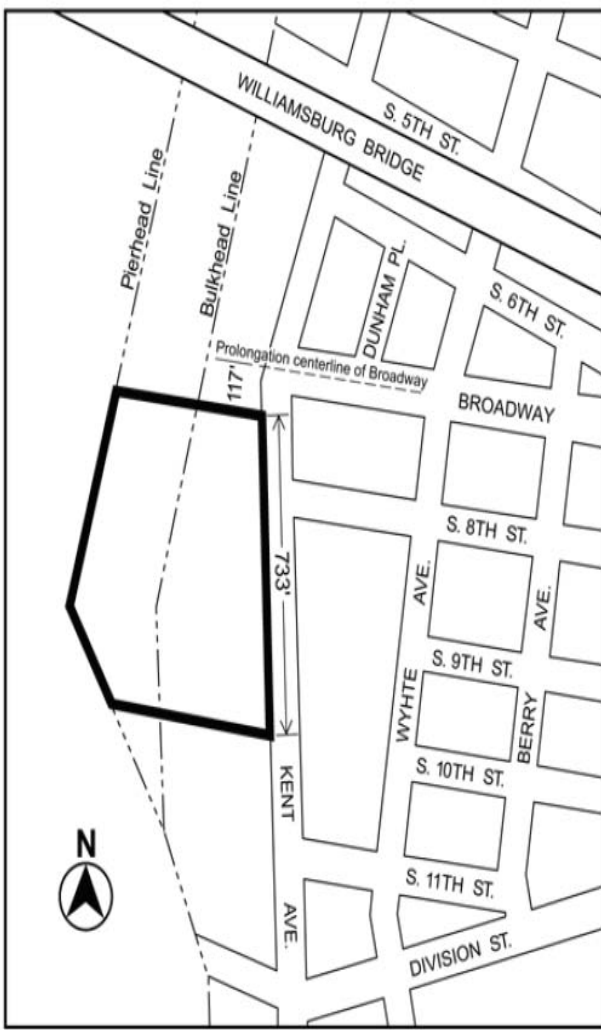 WILLIAMSBURG BRIDGE
S. 5TH ST.
Pierhead Line
Bulkhead Line
DUNHAM PL.
S. 6TH ST.
Prolongation centerline of Broadway
117'
BROADWAY
S. 8TH ST.
733'
AVE.
AVE.
S. 9TH ST.
WYHTE
BERRY
S. 10TH ST.
KENT
N
S. 11TH ST.
AVE.
DIVISION ST.